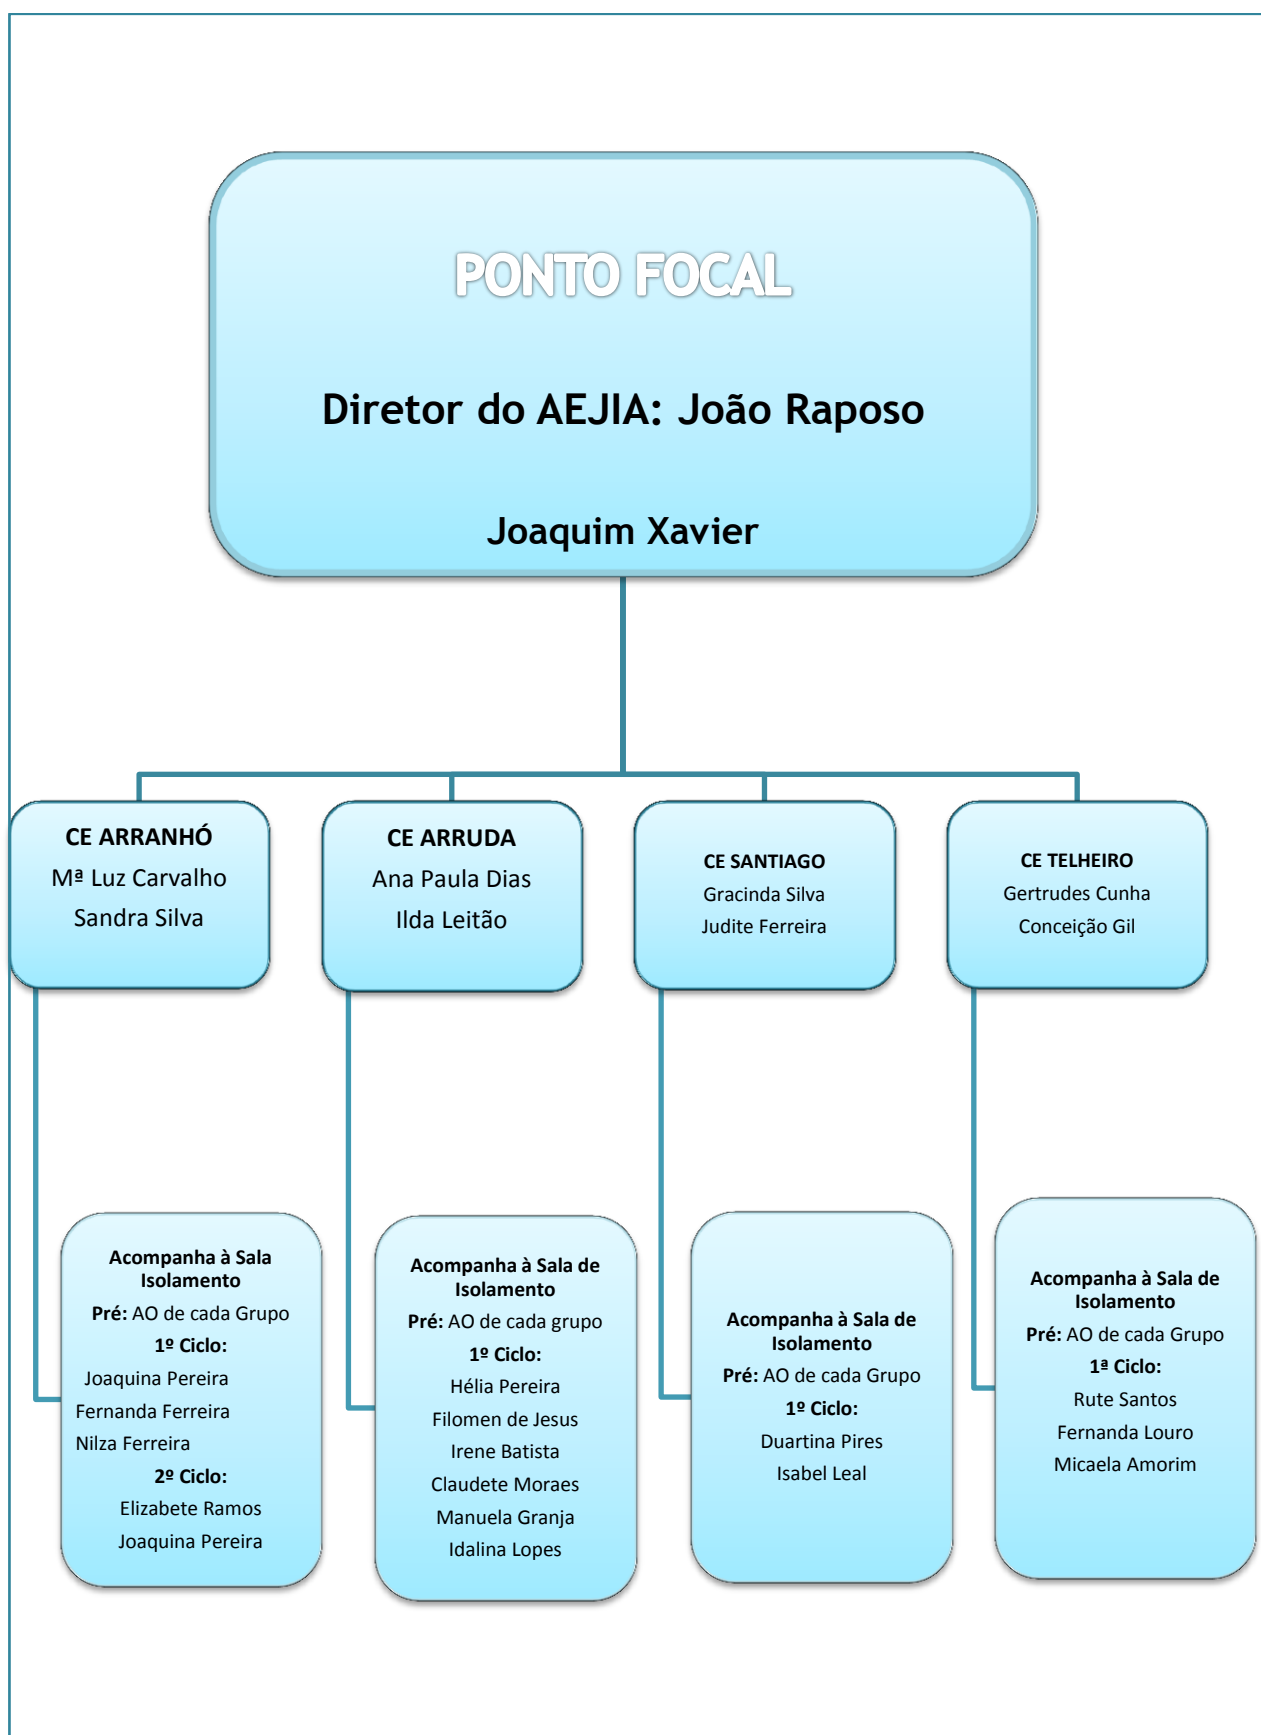 PONTO FOCAL
Diretor do AEJIA: João Raposo
Joaquim Xavier
CE ARRANHÓ
Mª Luz Carvalho
Sandra Silva
CE ARRUDA
Ana Paula Dias
Ilda Leitão
CE SANTIAGO
Gracinda Silva
Judite Ferreira
CE TELHEIRO
Gertrudes Cunha
Conceição Gil
Acompanha à Sala
Isolamento
Pré: AO de cada Grupo
1º Ciclo:
Joaquina Pereira
Fernanda Ferreira
Nilza Ferreira
2º Ciclo:
Elizabete Ramos
Joaquina Pereira
Acompanha à Sala de
Isolamento
Pré: AO de cada grupo
1º Ciclo:
Hélia Pereira
Filomen de Jesus
Irene Batista
Claudete Moraes
Manuela Granja
Idalina Lopes
Acompanha à Sala de
Isolamento
Pré: AO de cada Grupo
1º Ciclo:
Duartina Pires
Isabel Leal
Acompanha à Sala de
Isolamento
Pré: AO de cada Grupo
1ª Ciclo:
Rute Santos
Fernanda Louro
Micaela Amorim